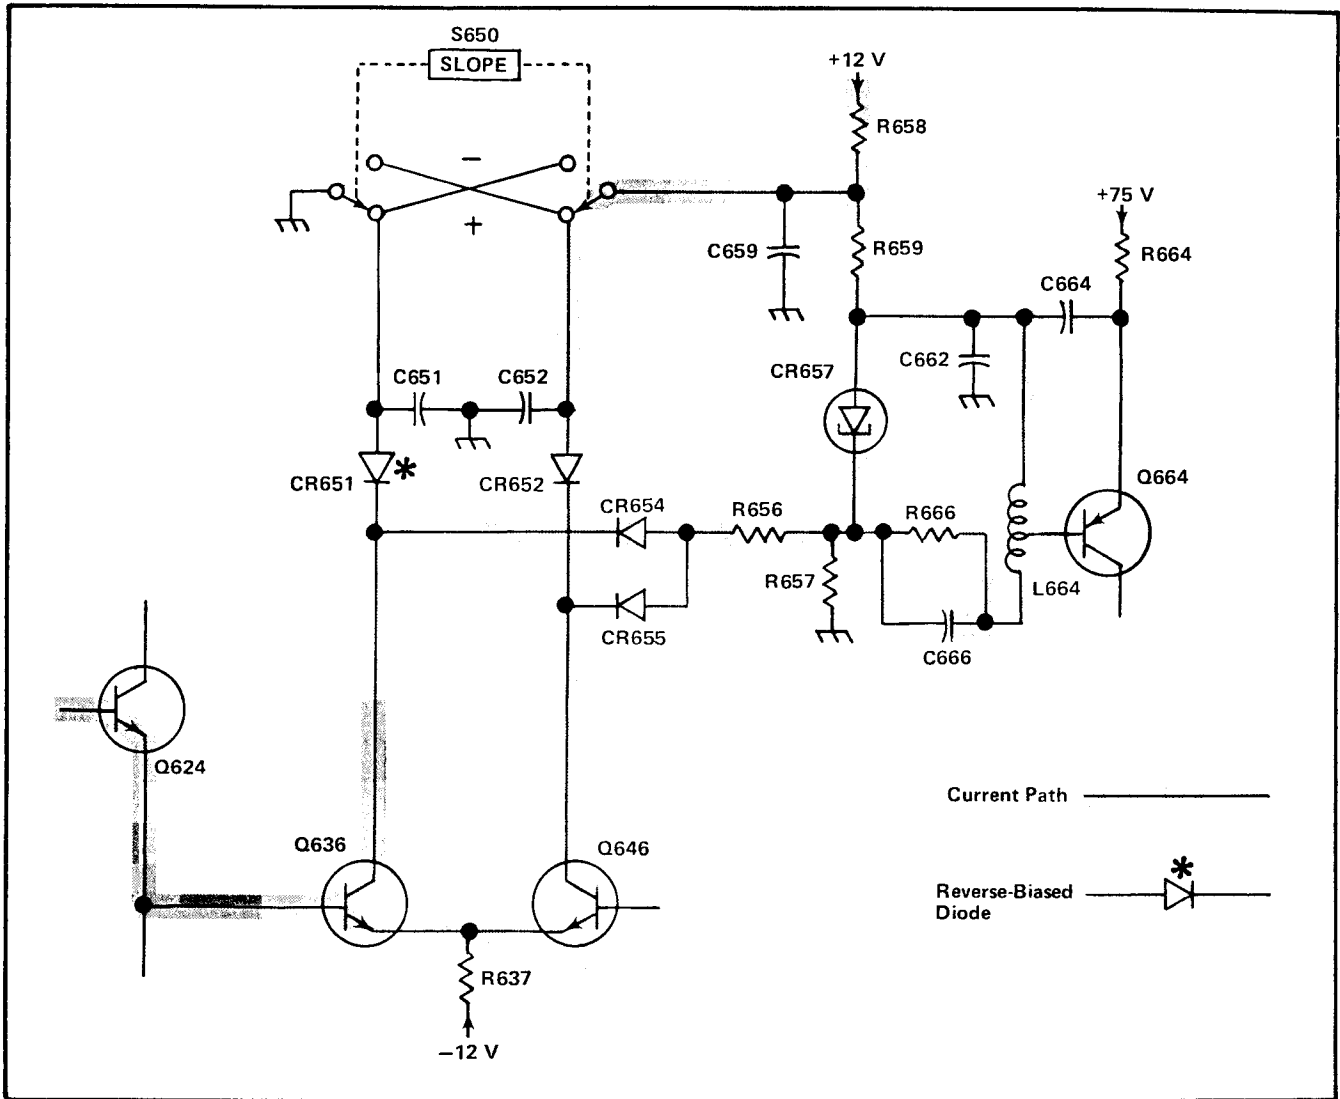 S650
SLOPE
+12 V
R658
−
+
+75 V
C659
R659
R664
C664
C651
C652
C662
CR657
CR651
*
CR652
CR654
R656
R666
Q664
R657
L664
CR655
C666
Q624
Current Path
Q636
Q646
*
Reverse-Biased
Diode
R637
−12 V